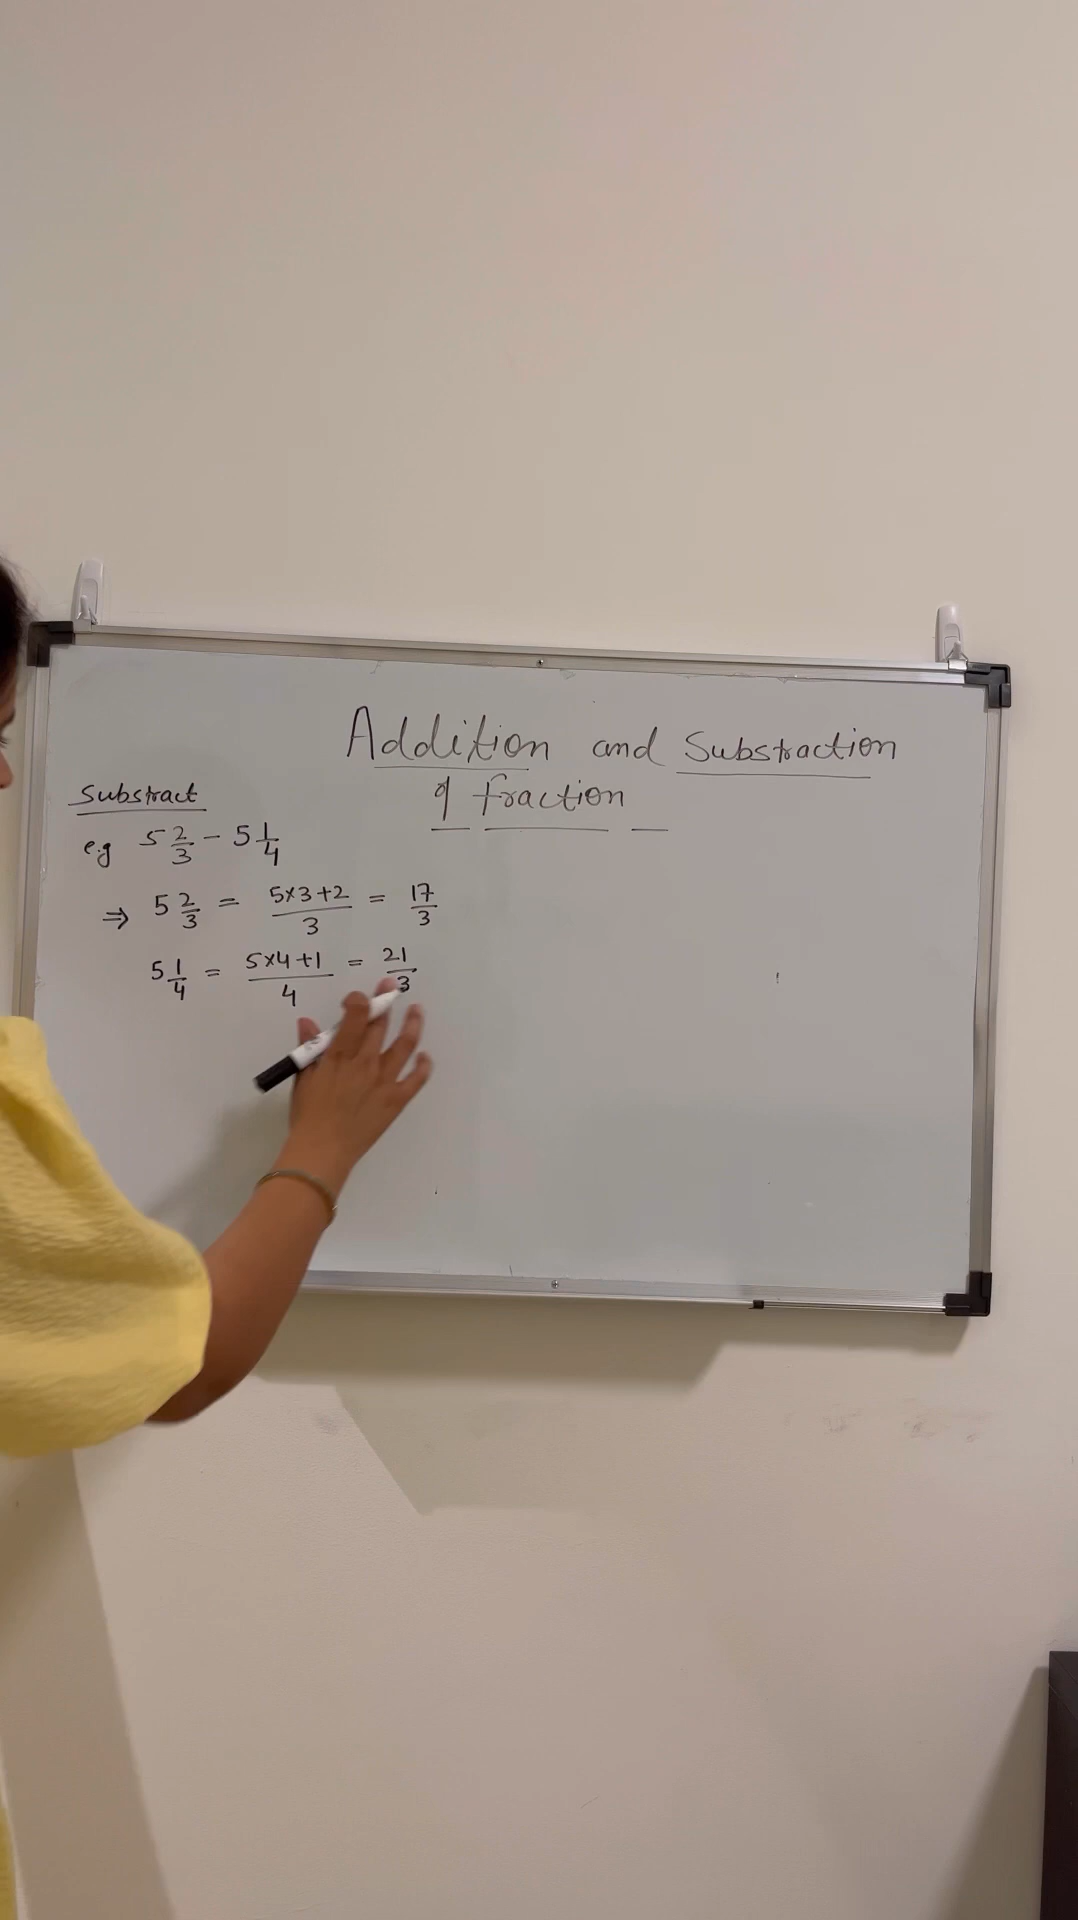 Addition and Substraction
of fraction
Substract
e.g 5 2/3 - 5 1/4
⇒ 5 2/3 = 5×3+2/3 = 17/3
5 1/4 = 5×4+1/4 = 21/3